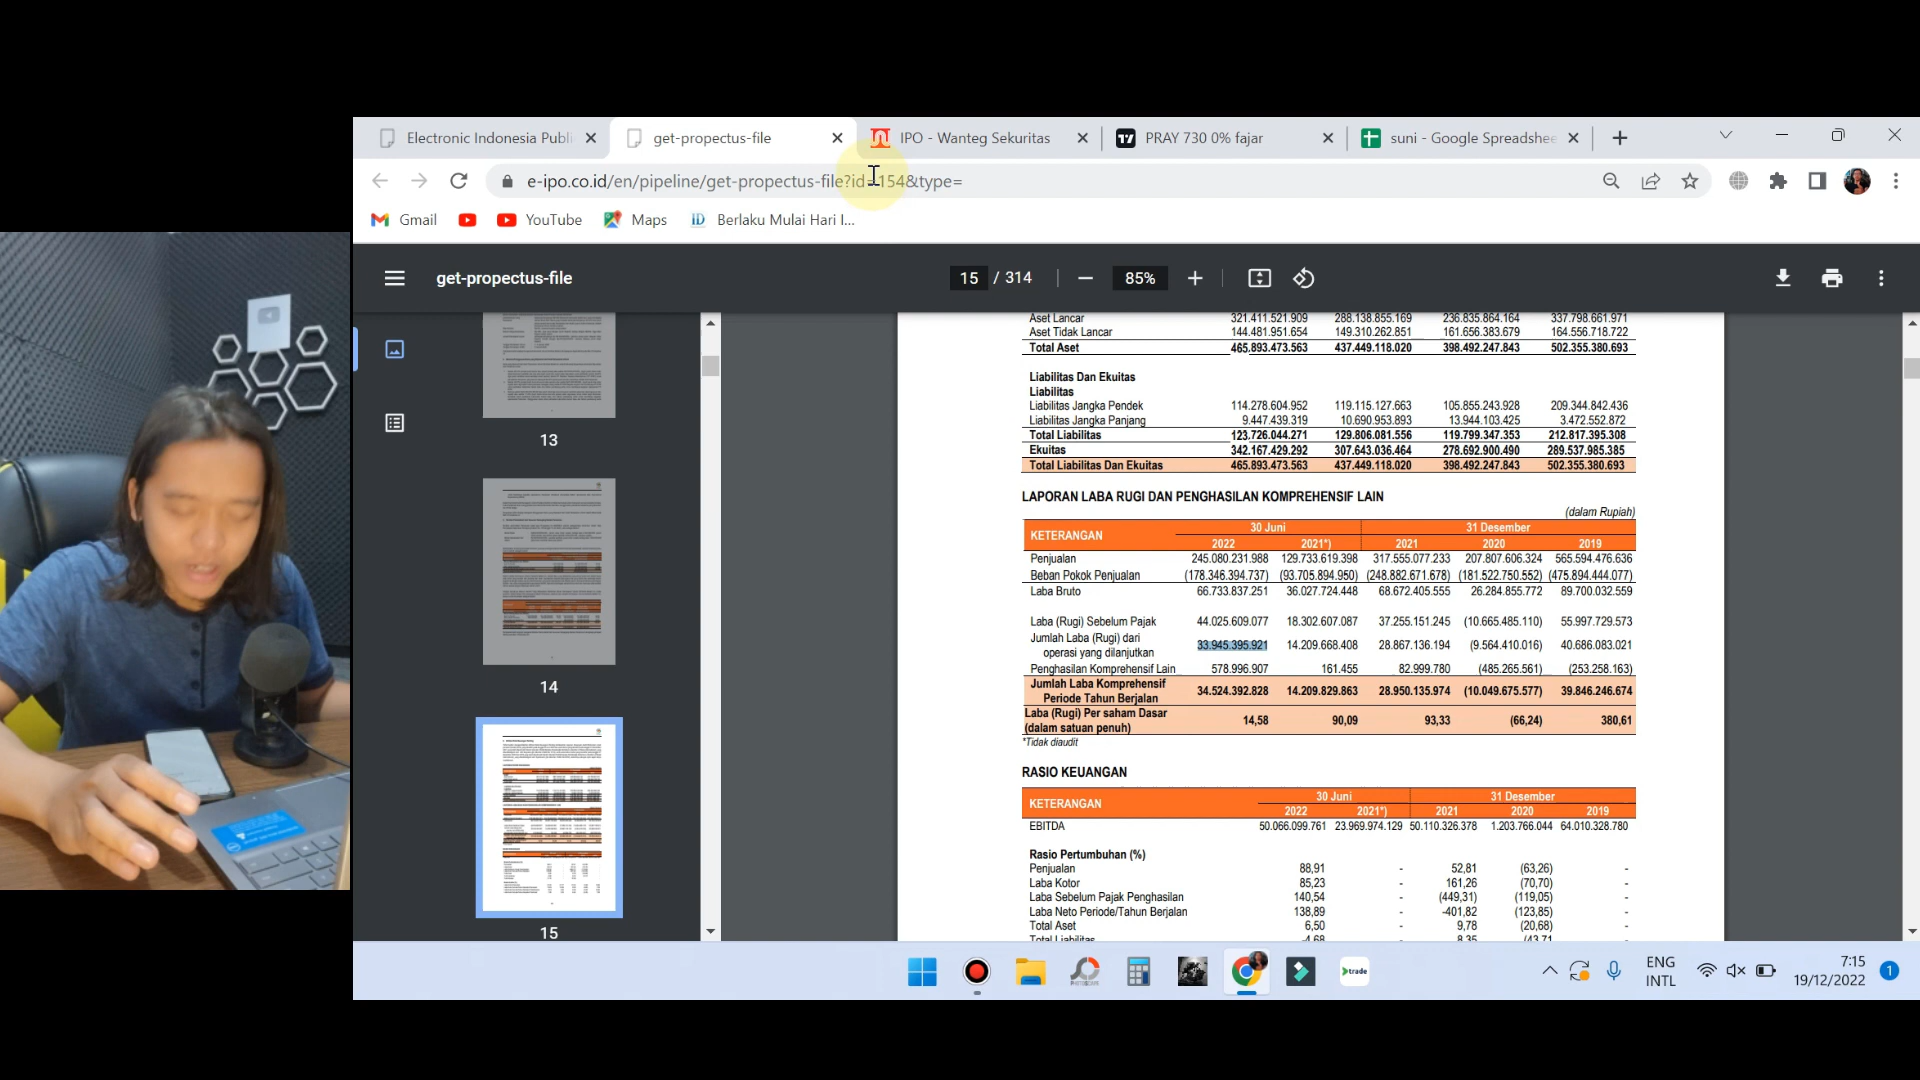 Electronic Indonesia Publi
get-propectus-file
IPO - Wanteg Sekuritas
PRAY 730 0% fajar
suni - Google Spreadshee
e-ipo.co.id/en/pipeline/get-propectus-file?id=154&type=
Gmail
YouTube
Maps
Berlaku Mulai Hari I...
get-propectus-file
15 / 314
85%
13
14
15
Aset Lancar 321.411.521.909 288.138.855.169 236.835.864.164 337.798.661.971
Aset Tidak Lancar 144.481.951.654 149.310.262.851 161.656.383.679 164.556.718.722
Total Aset 465.893.473.563 437.449.118.020 398.492.247.843 502.355.380.693
Liabilitas Dan Ekuitas
Liabilitas
Liabilitas Jangka Pendek 114.278.604.952 119.115.127.663 105.855.243.928 209.344.842.436
Liabilitas Jangka Panjang 9.447.439.319 10.690.953.893 13.944.103.425 3.472.552.872
Total Liabilitas 123.726.044.271 129.806.081.556 119.799.347.353 212.817.395.308
Ekuitas 342.167.429.292 307.643.036.464 278.692.900.490 289.537.985.385
Total Liabilitas Dan Ekuitas 465.893.473.563 437.449.118.020 398.492.247.843 502.355.380.693
LAPORAN LABA RUGI DAN PENGHASILAN KOMPREHENSIF LAIN
(dalam Rupiah)
KETERANGAN 30 Juni 31 Desember
2022 2021*) 2021 2020 2019
Penjualan 245.080.231.988 129.733.619.398 317.555.077.233 207.807.606.324 565.594.476.636
Beban Pokok Penjualan (178.346.394.737) (93.705.894.950) (248.882.671.678) (181.522.750.552) (475.894.444.077)
Laba Bruto 66.733.837.251 36.027.724.448 68.672.405.555 26.284.855.772 89.700.032.559
Laba (Rugi) Sebelum Pajak 44.025.609.077 18.302.607.087 37.255.151.245 (10.665.485.110) 55.997.729.573
Jumlah Laba (Rugi) dari
operasi yang dilanjutkan 33.945.395.921 14.209.668.408 28.867.136.194 (9.564.410.016) 40.686.083.021
Penghasilan Komprehensif Lain 578.996.907 161.455 82.999.780 (485.265.561) (253.258.163)
Jumlah Laba Komprehensif
Periode Tahun Berjalan 34.524.392.828 14.209.829.863 28.950.135.974 (10.049.675.577) 39.846.246.674
Laba (Rugi) Per saham Dasar
(dalam satuan penuh) 14,58 90,09 93,33 (66,24) 380,61
*Tidak diaudit
RASIO KEUANGAN
KETERANGAN 30 Juni 31 Desember
2022 2021*) 2021 2020 2019
EBITDA 50.066.099.761 23.969.974.129 50.110.326.378 1.203.766.044 64.010.328.780
Rasio Pertumbuhan (%)
Penjualan 88,91 - 52,81 (63,26) -
Laba Kotor 85,23 - 161,26 (70,70) -
Laba Sebelum Pajak Penghasilan 140,54 - (449,31) (119,05) -
Laba Neto Periode/Tahun Berjalan 138,89 - -401,82 (123,85) -
Total Aset 6,50 - 9,78 (20,68) -
Total Liabilitas -4,68 - 8,35 (43,71 -
trade
ENG
INTL
7:15
19/12/2022
1